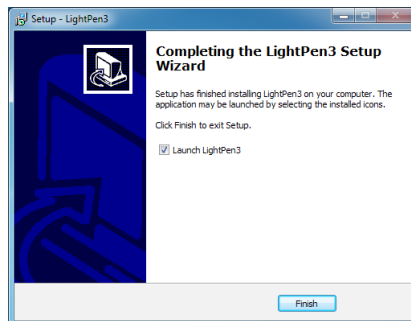 Setup - LightPen3
Completing the LightPen3 Setup
Wizard
Setup has finished installing LightPen3 on your computer. The
application may be launched by selecting the installed icons.
Click Finish to exit Setup.
Launch LightPen3
Finish